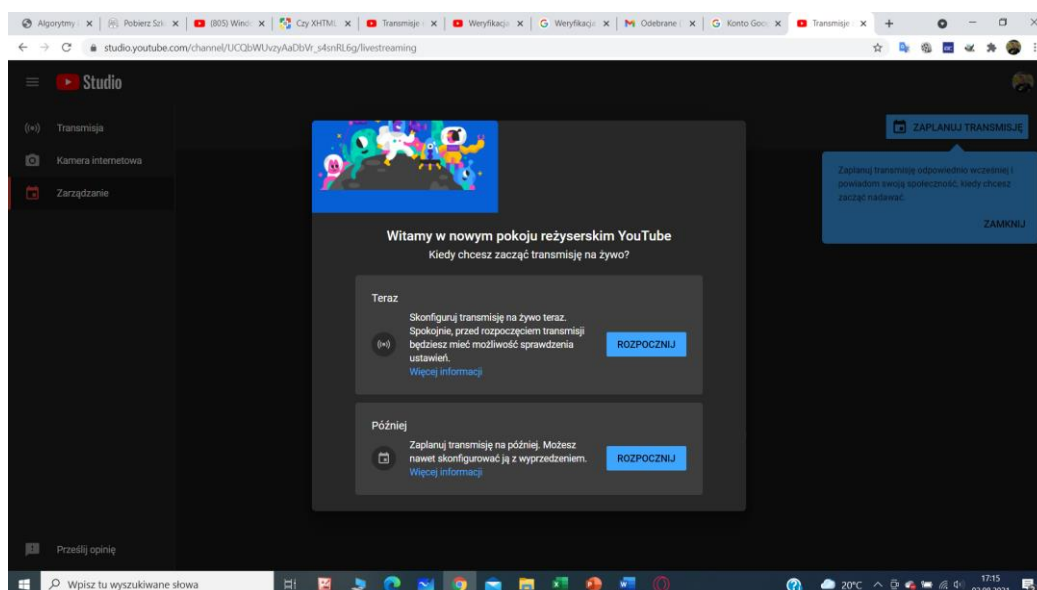 Algorytmy i
Pobierz Szk
(805) Wind
Czy XHTML
Transmisje
Weryfikacja
Weryfikacja
Odebrane (
Konto Goo
Transmisje
studio.youtube.com/channel/UCQbWUvzyAaDbVr_s4snRL6g/livestreaming
Studio
Transmisja
Kamera internetowa
Zarządzanie
ZAPLANUJ TRANSMISJĘ
Zaplanuj transmisję odpowiednio wcześniej i
powiadom swoją społeczność, kiedy chcesz
zacząć nadawać.
ZAMKNIJ
Witamy w nowym pokoju reżyserskim YouTube
Kiedy chcesz zacząć transmisję na żywo?
Teraz
Skonfiguruj transmisję na żywo teraz.
Spokojnie, przed rozpoczęciem transmisji
będziesz mieć możliwość sprawdzenia
ustawień.
Więcej informacji
ROZPOCZNIJ
Później
Zaplanuj transmisję na później. Możesz
nawet skonfigurować ją z wyprzedzeniem.
Więcej informacji
ROZPOCZNIJ
Prześlij opinię
Wpisz tu wyszukiwane słowa
20°C
17:15